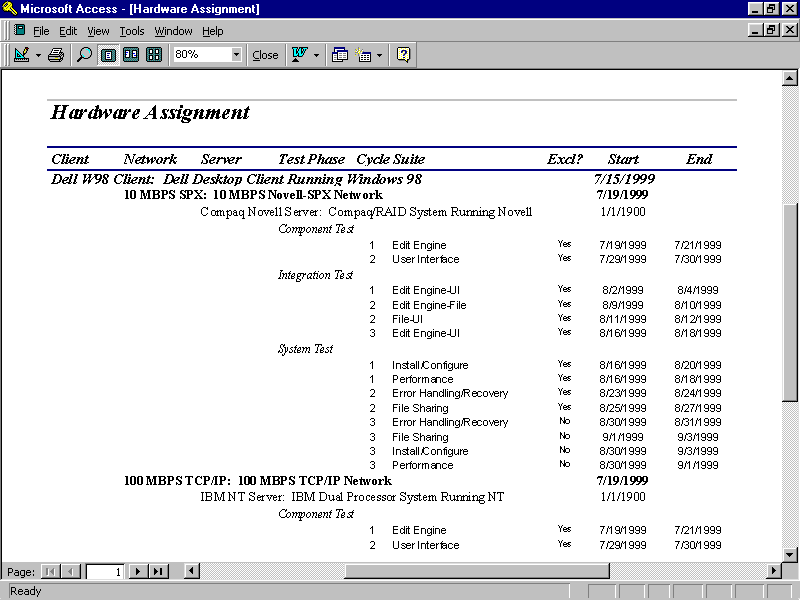 Microsoft Access - [Hardware Assignment]
File Edit View Tools Window Help
80% Close
Hardware Assignment
Client Network Server Test Phase Cycle Suite Excl? Start End
Dell W98 Client: Dell Desktop Client Running Windows 98 7/15/1999
10 MBPS SPX: 10 MBPS Novell-SPX Network 7/19/1999
Compaq Novell Server: Compaq/RAID System Running Novell 1/1/1900
Component Test
1 Edit Engine Yes 7/19/1999 7/21/1999
2 User Interface Yes 7/29/1999 7/30/1999
Integration Test
1 Edit Engine-UI Yes 8/2/1999 8/4/1999
2 Edit Engine-File Yes 8/9/1999 8/10/1999
2 File-UI Yes 8/11/1999 8/12/1999
3 Edit Engine-UI Yes 8/16/1999 8/18/1999
System Test
1 Install/Configure Yes 8/16/1999 8/20/1999
1 Performance Yes 8/16/1999 8/18/1999
2 Error Handling/Recovery Yes 8/23/1999 8/24/1999
2 File Sharing Yes 8/25/1999 8/27/1999
3 Error Handling/Recovery No 8/30/1999 8/31/1999
3 File Sharing No 9/1/1999 9/3/1999
3 Install/Configure No 8/30/1999 9/3/1999
3 Performance No 8/30/1999 9/1/1999
100 MBPS TCP/IP: 100 MBPS TCP/IP Network 7/19/1999
IBM NT Server: IBM Dual Processor System Running NT 1/1/1900
Component Test
1 Edit Engine Yes 7/19/1999 7/21/1999
2 User Interface Yes 7/29/1999 7/30/1999
Page: 1
Ready